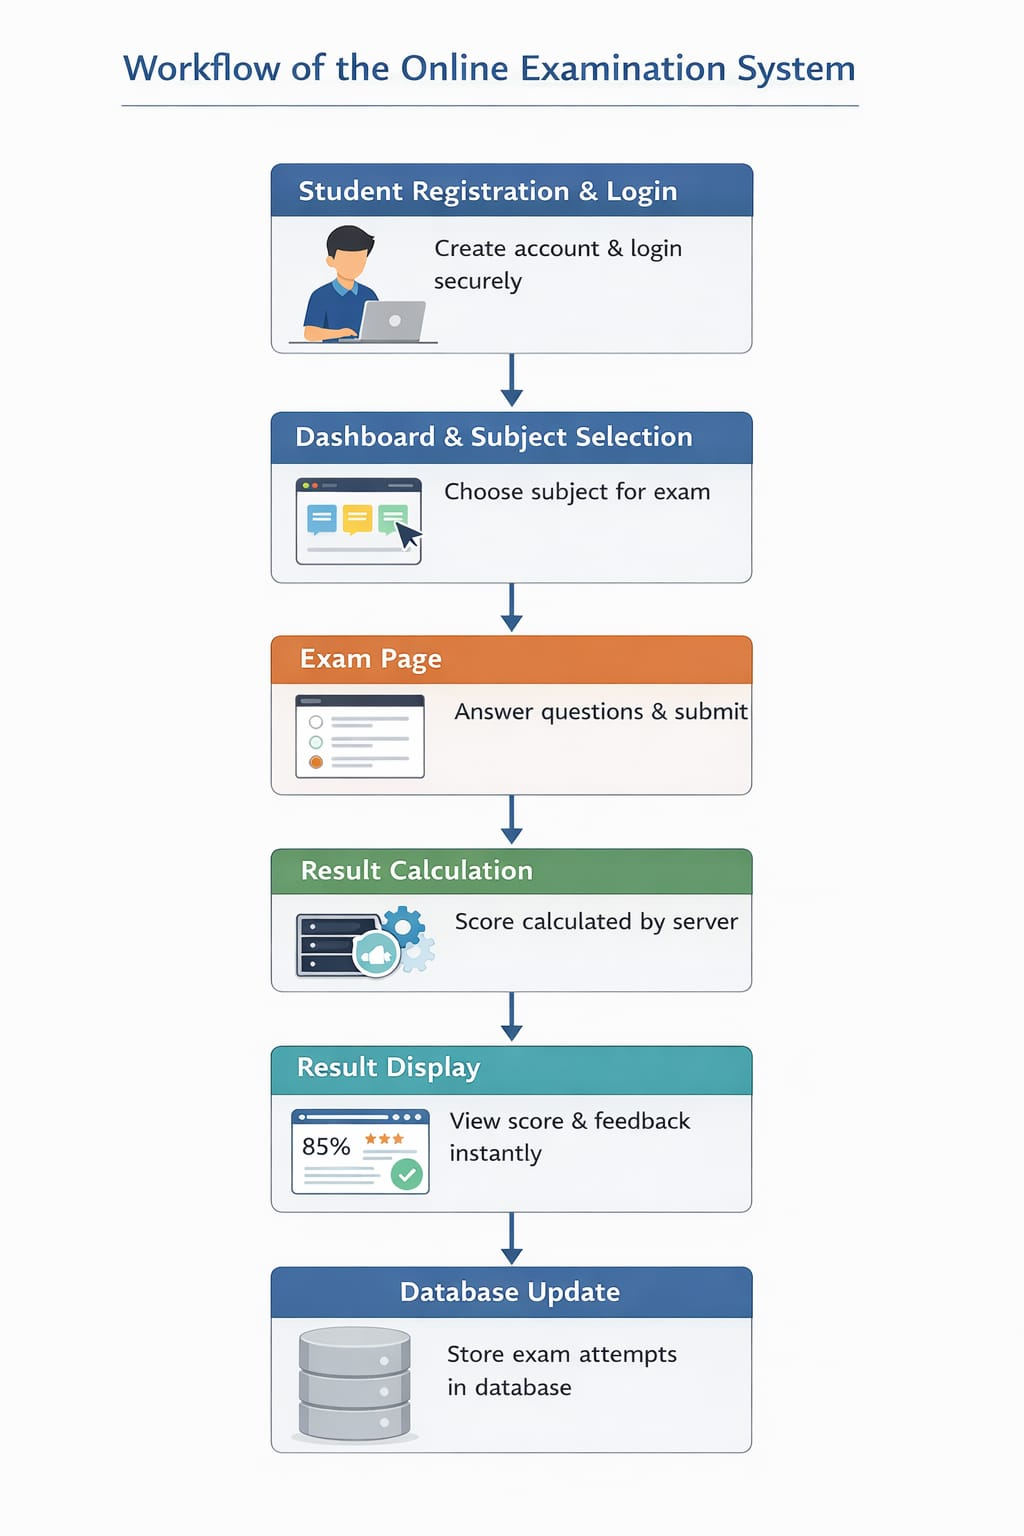 Workflow of the Online Examination System
Student Registration & Login
Create account & login
securely
Dashboard & Subject Selection
Choose subject for exam
Exam Page
Answer questions & submit
Result Calculation
Score calculated by server
Result Display
85%
View score & feedback
instantly
Database Update
Store exam attempts
in database